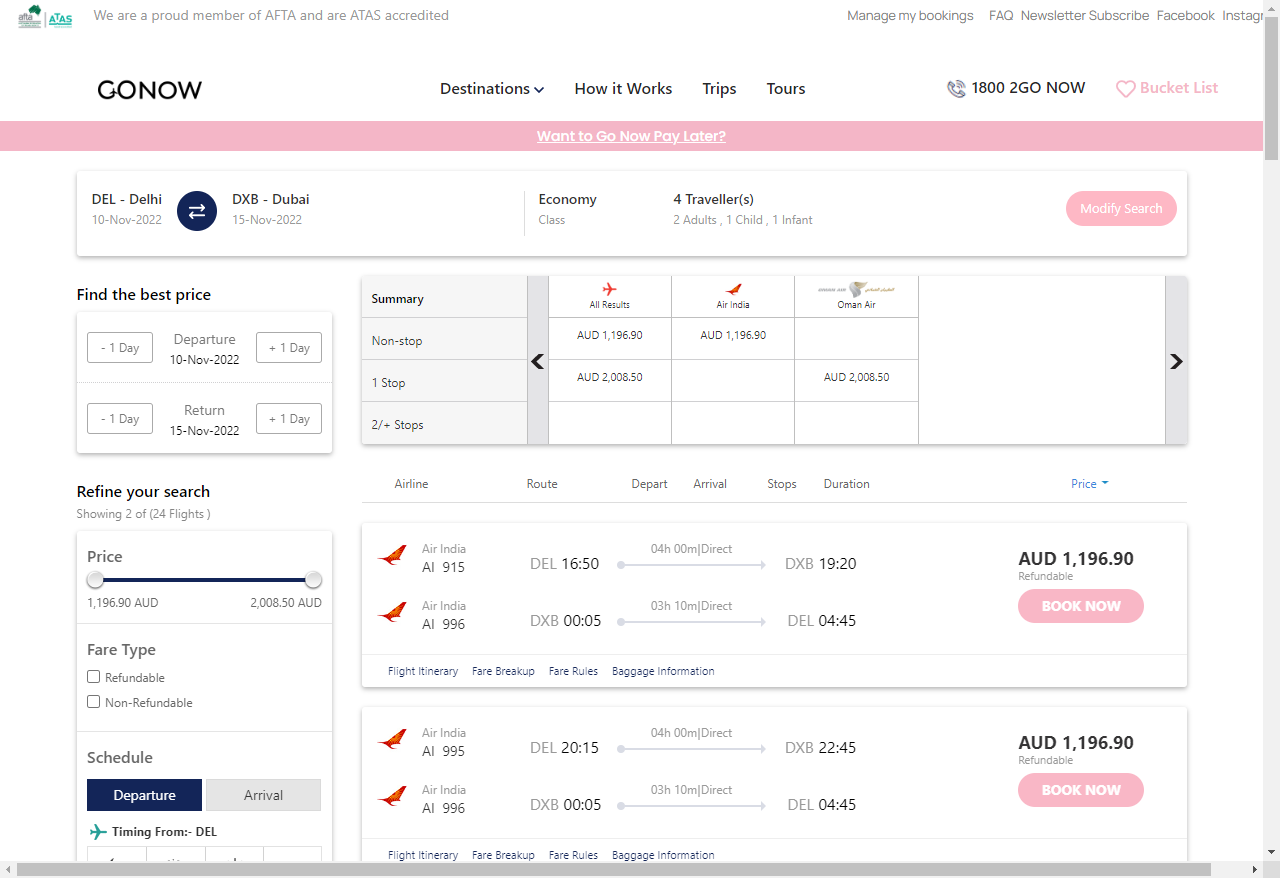 afta ATAS We are a proud member of AFTA and are ATAS accredited Manage my bookings FAQ Newsletter Subscribe Facebook
GONOW Destinations How it Works Trips Tours 1800 2GO NOW Bucket List
Want to Go Now Pay Later?
DEL - Delhi DXB - Dubai Economy 4 Traveller(s) Modify Search
10-Nov-2022 15-Nov-2022 Class 2 Adults , 1 Child , 1 Infant
Find the best price
- 1 Day Departure + 1 Day
10-Nov-2022
- 1 Day Return + 1 Day
15-Nov-2022
Summary All Results Air India Oman Air
Non-stop AUD 1,196.90 AUD 1,196.90
1 Stop AUD 2,008.50 AUD 2,008.50
2/+ Stops
Refine your search
Showing 2 of (24 Flights )
Price
1,196.90 AUD 2,008.50 AUD
Fare Type
Refundable
Non-Refundable
Schedule
Departure Arrival
Timing From:- DEL
Airline Route Depart Arrival Stops Duration Price
Air India 04h 00m|Direct
AI 915 DEL 16:50 DXB 19:20 AUD 1,196.90
Refundable
Air India 03h 10m|Direct BOOK NOW
AI 996 DXB 00:05 DEL 04:45
Flight Itinerary Fare Breakup Fare Rules Baggage Information
Air India 04h 00m|Direct
AI 995 DEL 20:15 DXB 22:45 AUD 1,196.90
Refundable
Air India 03h 10m|Direct BOOK NOW
AI 996 DXB 00:05 DEL 04:45
Flight Itinerary Fare Breakup Fare Rules Baggage Information